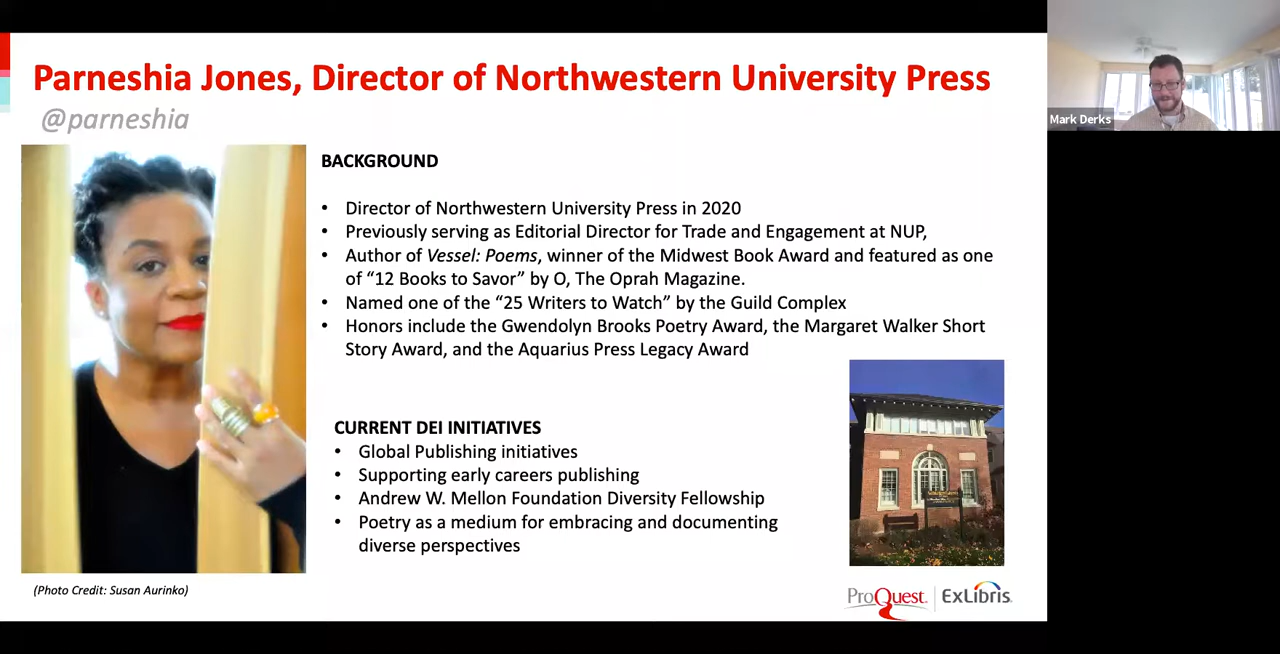 Parneshia Jones, Director of Northwestern University Press
@parneshia
Mark Derks
BACKGROUND
• Director of Northwestern University Press in 2020
• Previously serving as Editorial Director for Trade and Engagement at NUP,
• Author of Vessel: Poems, winner of the Midwest Book Award and featured as one
of “12 Books to Savor” by O, The Oprah Magazine.
• Named one of the “25 Writers to Watch” by the Guild Complex
• Honors include the Gwendolyn Brooks Poetry Award, the Margaret Walker Short
Story Award, and the Aquarius Press Legacy Award
CURRENT DEI INITIATIVES
• Global Publishing initiatives
• Supporting early careers publishing
• Andrew W. Mellon Foundation Diversity Fellowship
• Poetry as a medium for embracing and documenting
diverse perspectives
(Photo Credit: Susan Aurinko)
ProQuest | ExLibris